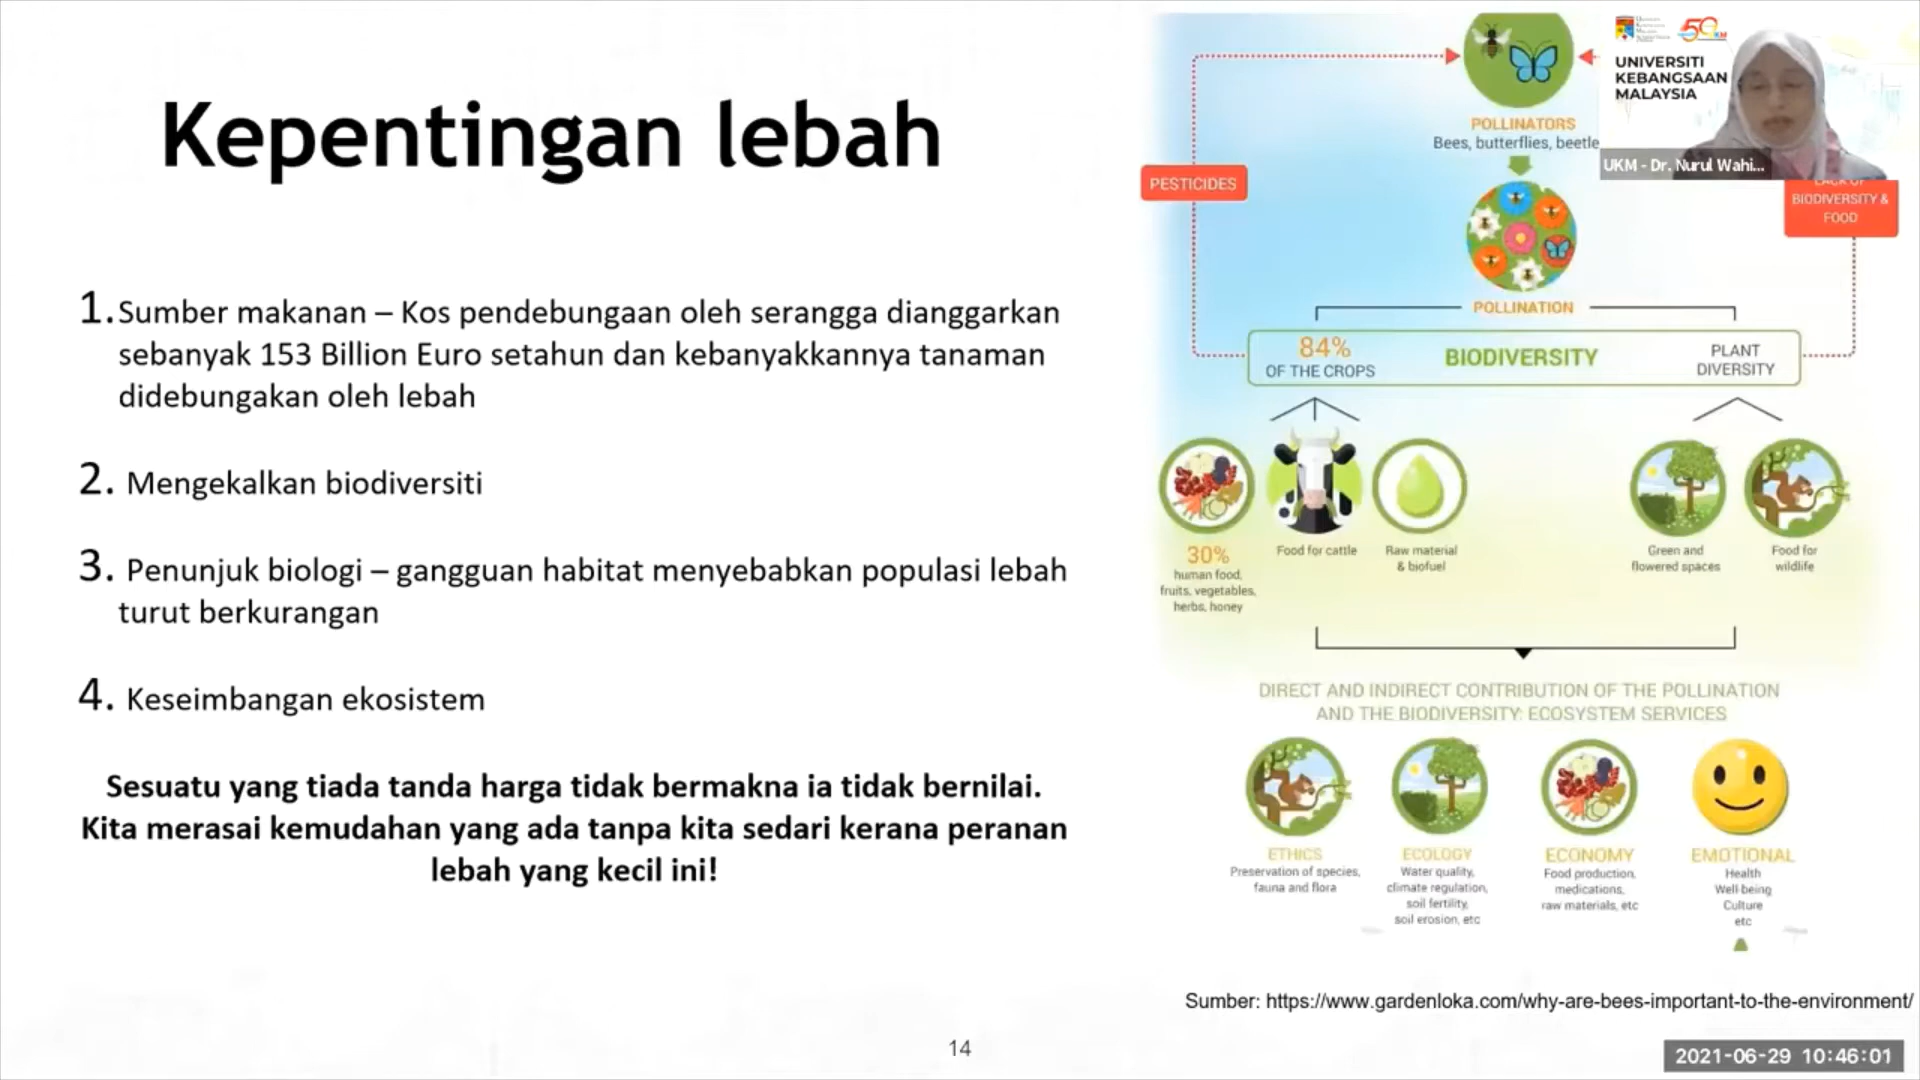 Kepentingan lebah
1. Sumber makanan – Kos pendebungaan oleh serangga dianggarkan
sebanyak 153 Billion Euro setahun dan kebanyakkannya tanaman
didebungakan oleh lebah
2. Mengekalkan biodiversiti
3. Penunjuk biologi – gangguan habitat menyebabkan populasi lebah
turut berkurangan
4. Keseimbangan ekosistem
Sesuatu yang tiada tanda harga tidak bermakna ia tidak bernilai.
Kita merasai kemudahan yang ada tanpa kita sedari kerana peranan
lebah yang kecil ini!
POLLINATORS
Bees, butterflies, beetle
PESTICIDES
LACK OF
BIODIVERSITY &
FOOD
POLLINATION
84%
OF THE CROPS
BIODIVERSITY
PLANT
DIVERSITY
30%
human food,
fruits, vegetables,
herbs, honey
Food for cattle
Raw material
& biofuel
Green and
flowered spaces
Food for
wildlife
DIRECT AND INDIRECT CONTRIBUTION OF THE POLLINATION
AND THE BIODIVERSITY: ECOSYSTEM SERVICES
ETHICS
Preservation of species,
fauna and flora
ECOLOGY
Water quality,
climate regulation,
soil fertility,
soil erosion, etc
ECONOMY
Food production,
medications,
raw materials, etc
EMOTIONAL
Health
Well-being
Culture
etc
Sumber: https://www.gardenloka.com/why-are-bees-important-to-the-environment/
14
UNIVERSITI
KEBANGSAAN
MALAYSIA
UKM - Dr. Nurul Wahi...
2021-06-29 10:46:01